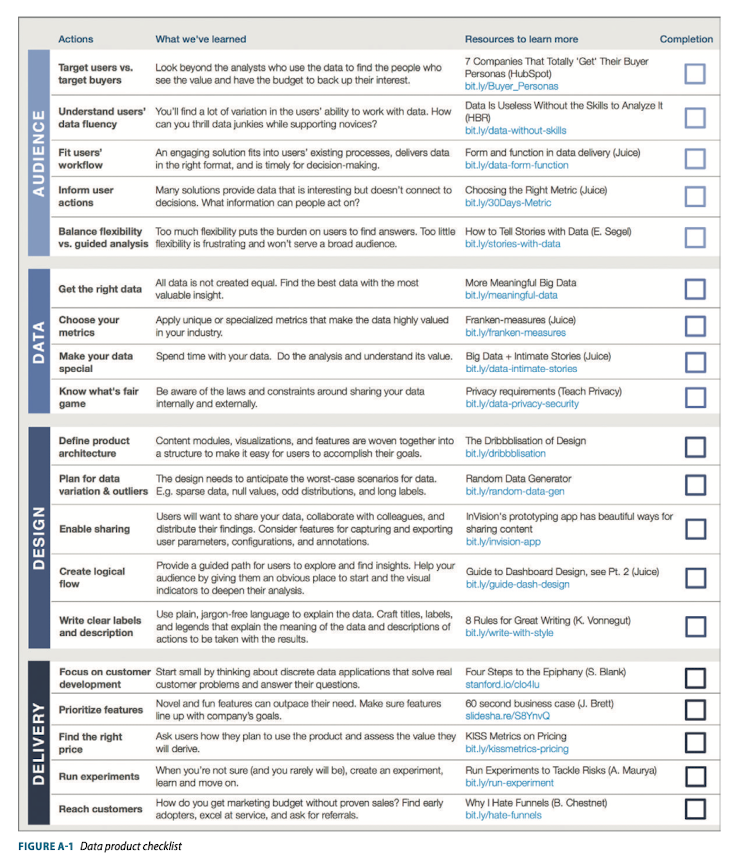 Actions What we've learned Resources to learn more Completion
AUDIENCE
Target users vs.
target buyers
Look beyond the analysts who use the data to find the people who
see the value and have the budget to back up their interest.
7 Companies That Totally 'Get' Their Buyer
Personas (HubSpot)
bit.ly/Buyer_Personas
Understand users'
data fluency
You'll find a lot of variation in the users' ability to work with data. How
can you thrill data junkies while supporting novices?
Data Is Useless Without the Skills to Analyze It
(HBR)
bit.ly/data-without-skills
Fit users'
workflow
An engaging solution fits into users' existing processes, delivers data
in the right format, and is timely for decision-making.
Form and function in data delivery (Juice)
bit.ly/data-form-function
Inform user
actions
Many solutions provide data that is interesting but doesn't connect to
decisions. What information can people act on?
Choosing the Right Metric (Juice)
bit.ly/30Days-Metric
Balance flexibility
vs. guided analysis
Too much flexibility puts the burden on users to find answers. Too little
flexibility is frustrating and won't serve a broad audience.
How to Tell Stories with Data (E. Segel)
bit.ly/stories-with-data
DATA
Get the right data
All data is not created equal. Find the best data with the most
valuable insight.
More Meaningful Big Data
bit.ly/meaningful-data
Choose your
metrics
Apply unique or specialized metrics that make the data highly valued
in your industry.
Franken-measures (Juice)
bit.ly/franken-measures
Make your data
special
Spend time with your data. Do the analysis and understand its value.
Big Data + Intimate Stories (Juice)
bit.ly/data-intimate-stories
Know what's fair
game
Be aware of the laws and constraints around sharing your data
internally and externally.
Privacy requirements (Teach Privacy)
bit.ly/data-privacy-security
DESIGN
Define product
architecture
Content modules, visualizations, and features are woven together into
a structure to make it easy for users to accomplish their goals.
The Dribbblisation of Design
bit.ly/dribbblisation
Plan for data
variation & outliers
The design needs to anticipate the worst-case scenarios for data.
E.g. sparse data, null values, odd distributions, and long labels.
Random Data Generator
bit.ly/random-data-gen
Enable sharing
Users will want to share your data, collaborate with colleagues, and
distribute their findings. Consider features for capturing and exporting
user parameters, configurations, and annotations.
InVision's prototyping app has beautiful ways for
sharing content
bit.ly/invision-app
Create logical
flow
Provide a guided path for users to explore and find insights. Help your
audience by giving them an obvious place to start and the visual
indicators to deepen their analysis.
Guide to Dashboard Design, see Pt. 2 (Juice)
bit.ly/guide-dash-design
Write clear labels
and description
Use plain, jargon-free language to explain the data. Craft titles, labels,
and legends that explain the meaning of the data and descriptions of
actions to be taken with the results.
8 Rules for Great Writing (K. Vonnegut)
bit.ly/write-with-style
DELIVERY
Focus on customer
development
Start small by thinking about discrete data applications that solve real
customer problems and answer their questions.
Four Steps to the Epiphany (S. Blank)
stanford.io/clo4Iu
Prioritize features
Novel and fun features can outpace their need. Make sure features
line up with company's goals.
60 second business case (J. Brett)
slidesha.re/S8YnvQ
Find the right
price
Ask users how they plan to use the product and assess the value they
will derive.
KISS Metrics on Pricing
bit.ly/kissmetrics-pricing
Run experiments
When you're not sure (and you rarely will be), create an experiment,
learn and move on.
Run Experiments to Tackle Risks (A. Maurya)
bit.ly/run-experiment
Reach customers
How do you get marketing budget without proven sales? Find early
adopters, excel at service, and ask for referrals.
Why I Hate Funnels (B. Chestnet)
bit.ly/hate-funnels
FIGURE A-1 Data product checklist